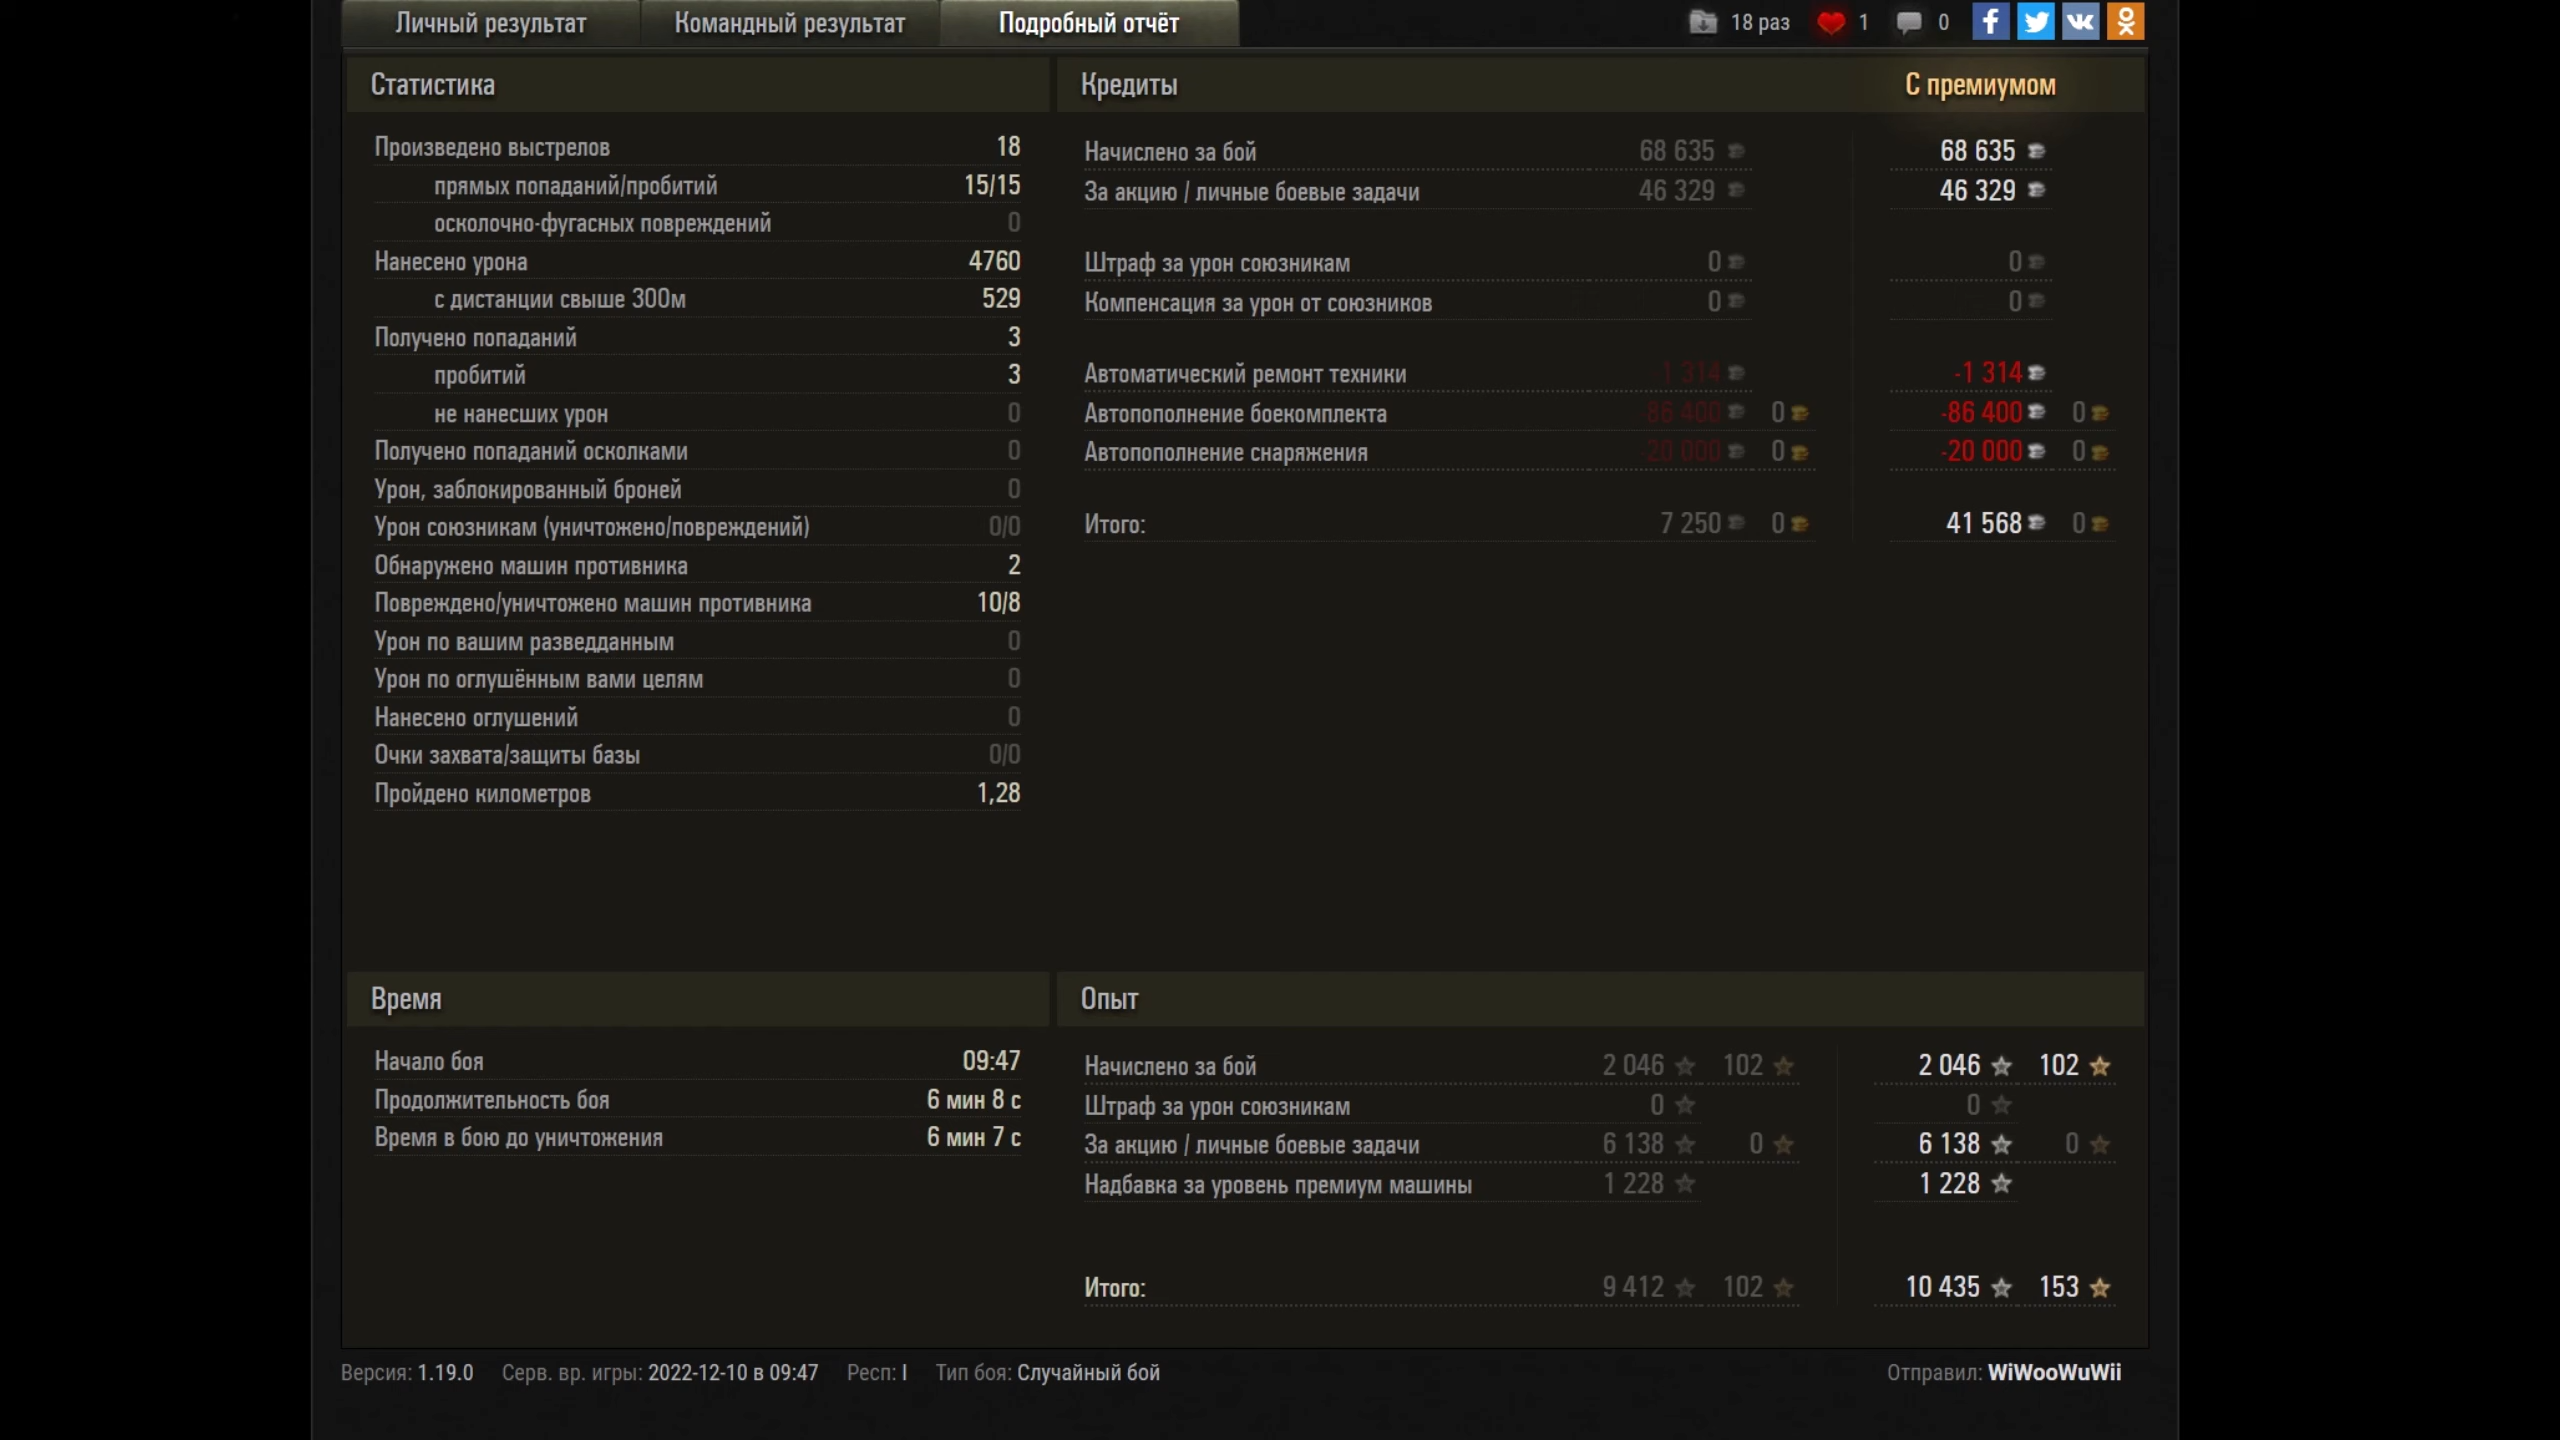 Личный результат Командный результат Подробный отчёт 18 раз 1 0
Статистика
Произведено выстрелов 18
прямых попаданий/пробитий 15/15
осколочно-фугасных повреждений 0
Нанесено урона 4760
с дистанции свыше 300м 529
Получено попаданий 3
пробитий 3
не нанесших урон 0
Получено попаданий осколками 0
Урон, заблокированный броней 0
Урон союзникам (уничтожено/повреждений) 0/0
Обнаружено машин противника 2
Повреждено/уничтожено машин противника 10/8
Урон по вашим разведданным 0
Урон по оглушённым вами целям 0
Нанесено оглушений 0
Очки захвата/защиты базы 0/0
Пройдено километров 1,28
Кредиты С премиумом
Начислено за бой 68 635 68 635
За акцию / личные боевые задачи 46 329 46 329
Штраф за урон союзникам 0 0
Компенсация за урон от союзников 0 0
Автоматический ремонт техники -1 314 -1 314
Автопополнение боекомплекта -86 400 0 -86 400 0
Автопополнение снаряжения -20 000 0 -20 000 0
Итого: 7 250 0 41 568 0
Время
Начало боя 09:47
Продолжительность боя 6 мин 8 с
Время в бою до уничтожения 6 мин 7 с
Опыт
Начислено за бой 2 046 102 2 046 102
Штраф за урон союзникам 0 0
За акцию / личные боевые задачи 6 138 0 6 138 0
Надбавка за уровень премиум машины 1 228 1 228
Итого: 9 412 102 10 435 153
Версия: 1.19.0 Серв. вр. игры: 2022-12-10 в 09:47 Респ: I Тип боя: Случайный бой Отправил: WiWooWuWii